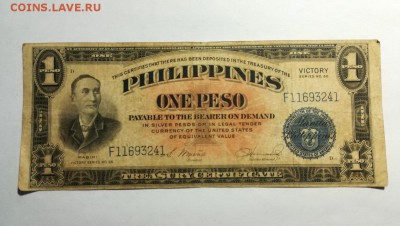 COINS.LAS.RU
THIS CERTIFIES THAT THERE HAS BEEN DEPOSITED IN THE TREASURY OF THE
1
PHILIPPINES
VICTORY
SERIES NO. 66
1
ONE PESO
F11693241
PAYABLE TO THE BEARER ON DEMAND
IN SILVER PESOS OR IN LEGAL TENDER
CURRENCY OF THE UNITED STATES
OF EQUIVALENT VALUE
F11693241
1
1
TREASURY CERTIFICATE